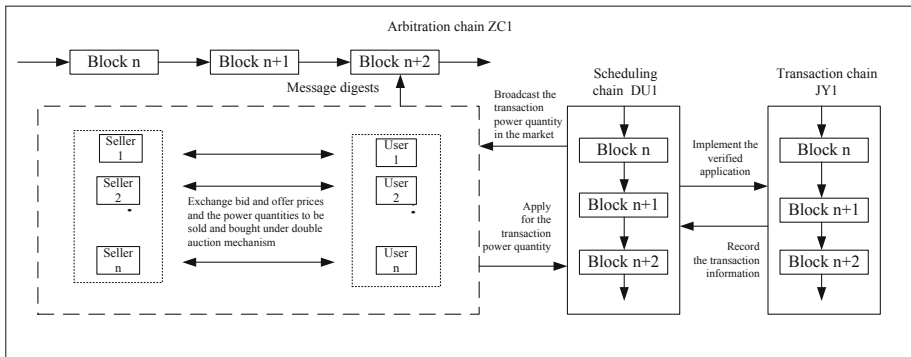 Arbitration chain ZC1
Block n
Block n+1
Block n+2
Message digests
Seller
1
Seller
2
Seller
n
Exchange bid and offer prices
and the power quantities to be
sold and bought under double
auction mechanism
User
1
User
2
User
n
Broadcast the
transaction
power quantity
in the market
Apply
for the
transaction
power quantity
Scheduling
chain DU1
Block n
Block n+1
Block n+2
Implement the
verified
application
Record
the transaction
information
Transaction chain
JY1
Block n
Block n+1
Block n+2